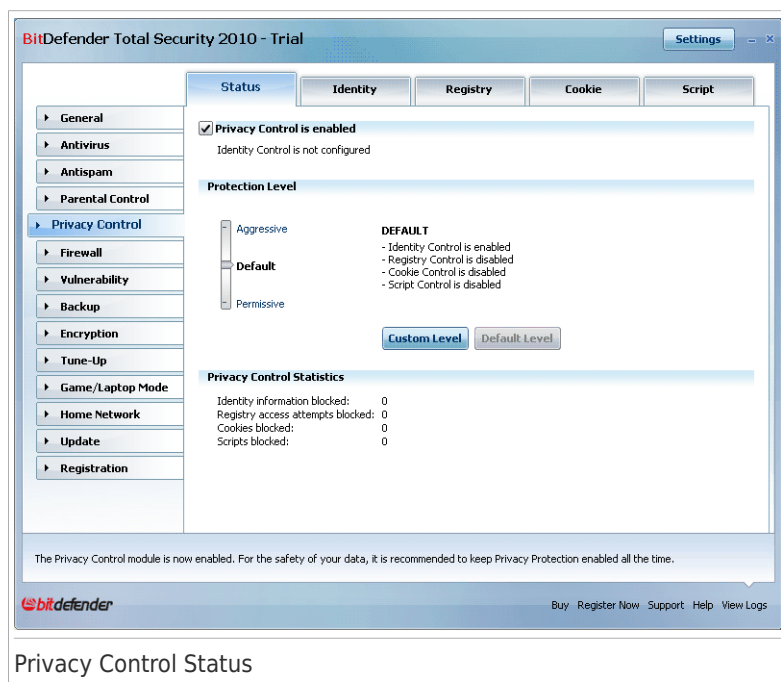 BitDefender Total Security 2010 - Trial
Settings
Status Identity Registry Cookie Script
General
Antivirus
Antispam
Parental Control
Privacy Control
Firewall
Vulnerability
Backup
Encryption
Tune-Up
Game/Laptop Mode
Home Network
Update
Registration
Privacy Control is enabled
Identity Control is not configured
Protection Level
Aggressive
Default
Permissive
DEFAULT
- Identity Control is enabled
- Registry Control is disabled
- Cookie Control is disabled
- Script Control is disabled
Custom Level Default Level
Privacy Control Statistics
Identity information blocked: 0
Registry access attempts blocked: 0
Cookies blocked: 0
Scripts blocked: 0
The Privacy Control module is now enabled. For the safety of your data, it is recommended to keep Privacy Protection enabled all the time.
bitdefender
Buy Register Now Support Help View Logs
Privacy Control Status